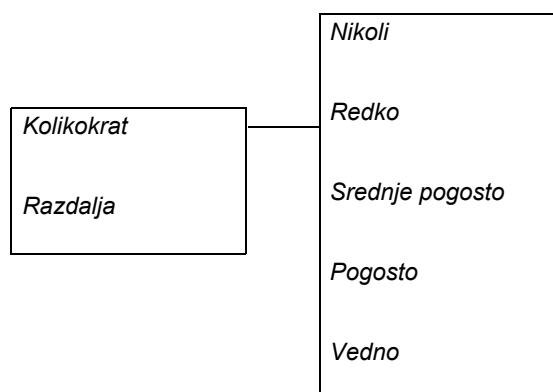 Kolikokrat
Razdalja
Nikoli
Redko
Srednje pogosto
Pogosto
Vedno